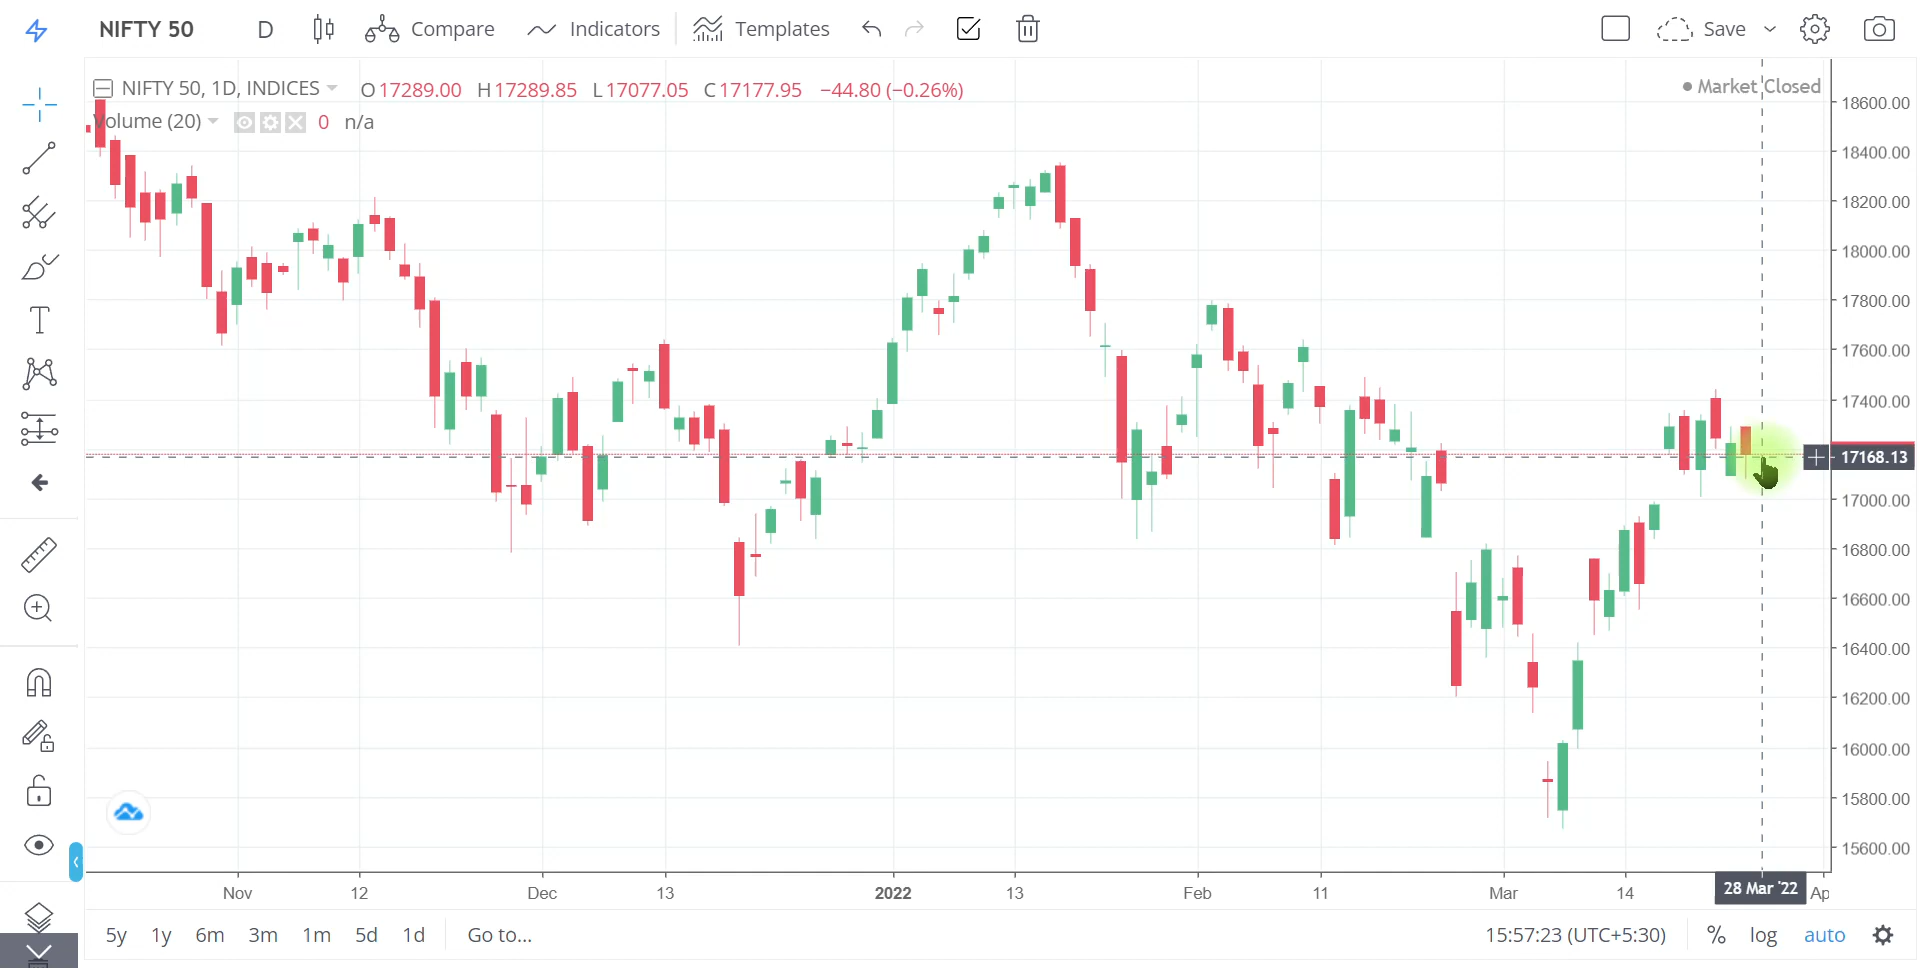 NIFTY 50 D Compare Indicators Templates Save
NIFTY 50, 1D, INDICES O17289.00 H17289.85 L17077.05 C17177.95 −44.80 (−0.26%)
Market Closed
Volume (20) 0 n/a
18600.00
18400.00
18200.00
18000.00
17800.00
17600.00
17400.00
17168.13
17000.00
16800.00
16600.00
16400.00
16200.00
16000.00
15800.00
15600.00
Nov 12 Dec 13 2022 13 Feb 11 Mar 14 28 Mar '22 Ap
5y 1y 6m 3m 1m 5d 1d Go to... 15:57:23 (UTC+5:30) % log auto